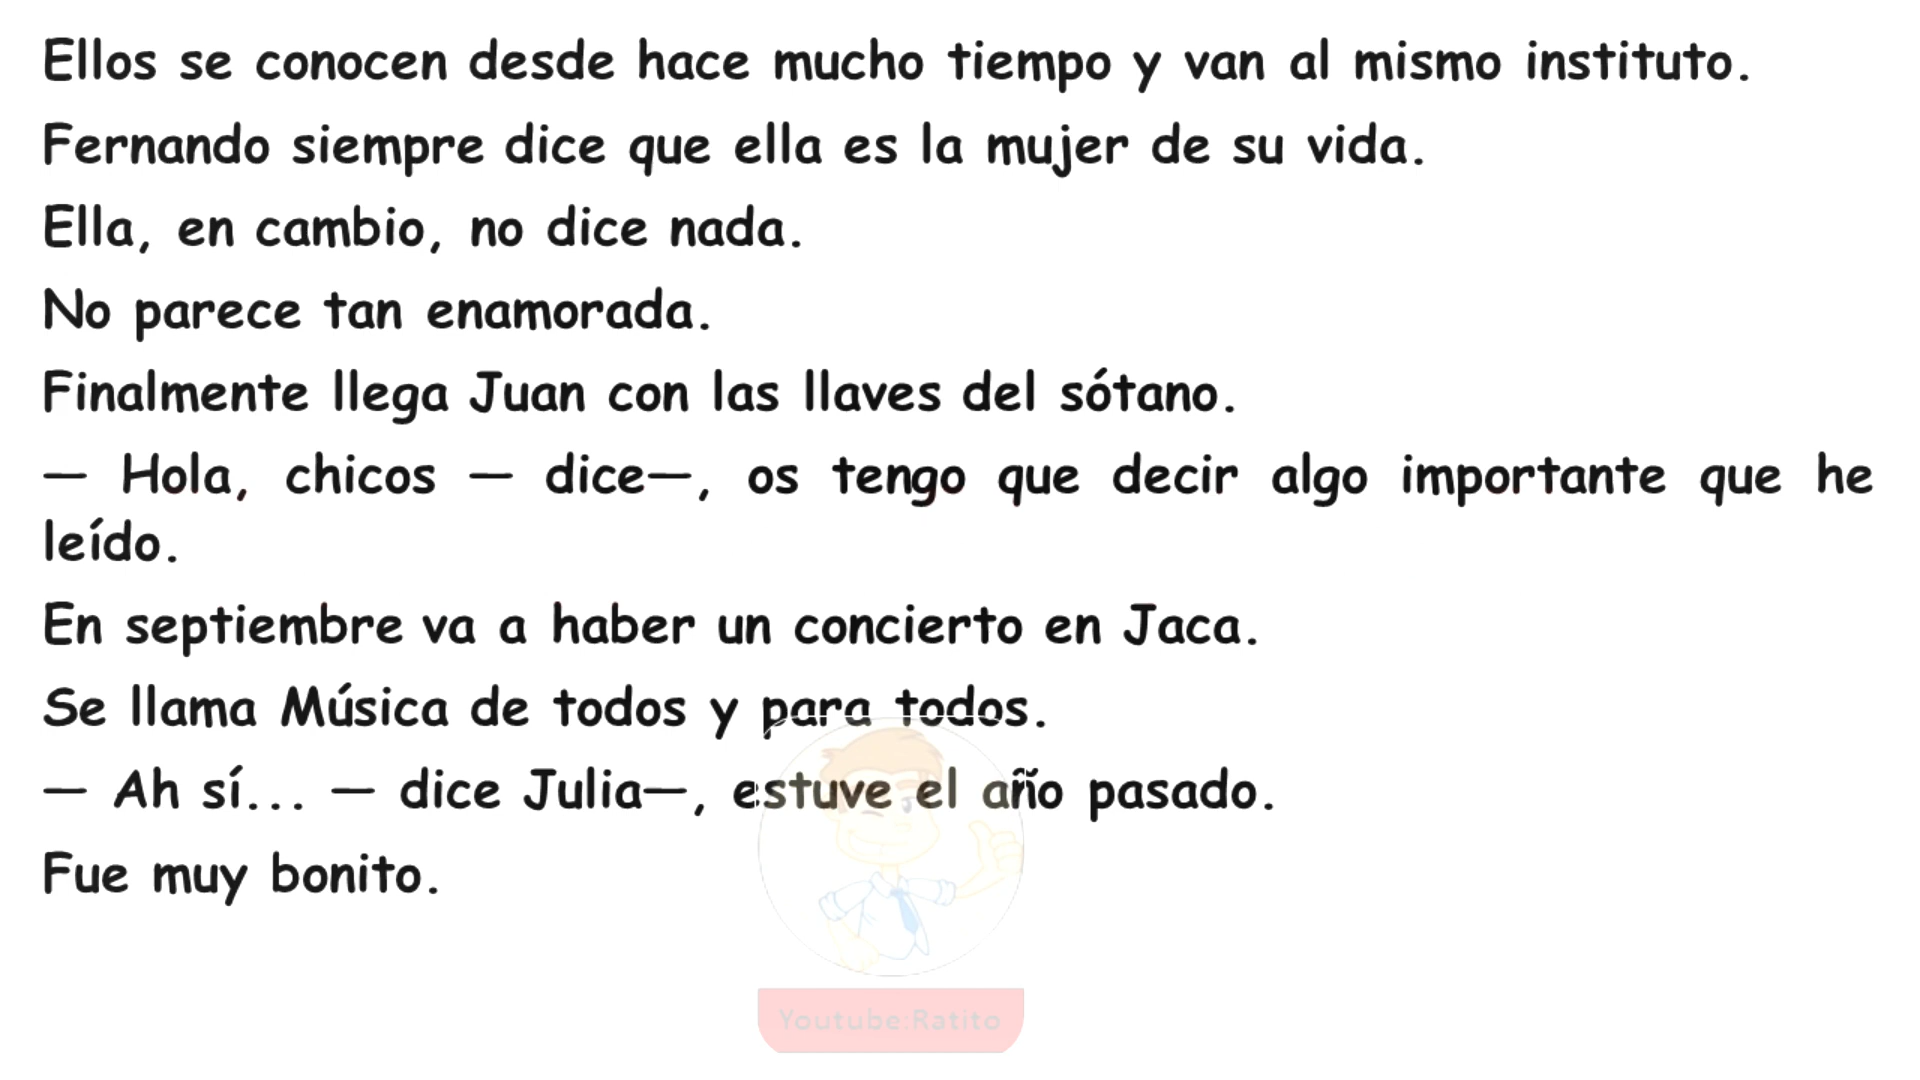 Ellos se conocen desde hace mucho tiempo y van al mismo instituto.
Fernando siempre dice que ella es la mujer de su vida.
Ella, en cambio, no dice nada.
No parece tan enamorada.
Finalmente llega Juan con las llaves del sótano.
— Hola, chicos — dice—, os tengo que decir algo importante que he
leído.
En septiembre va a haber un concierto en Jaca.
Se llama Música de todos y para todos.
— Ah sí... — dice Julia—, estuve el año pasado.
Fue muy bonito.
Youtube:Ratito